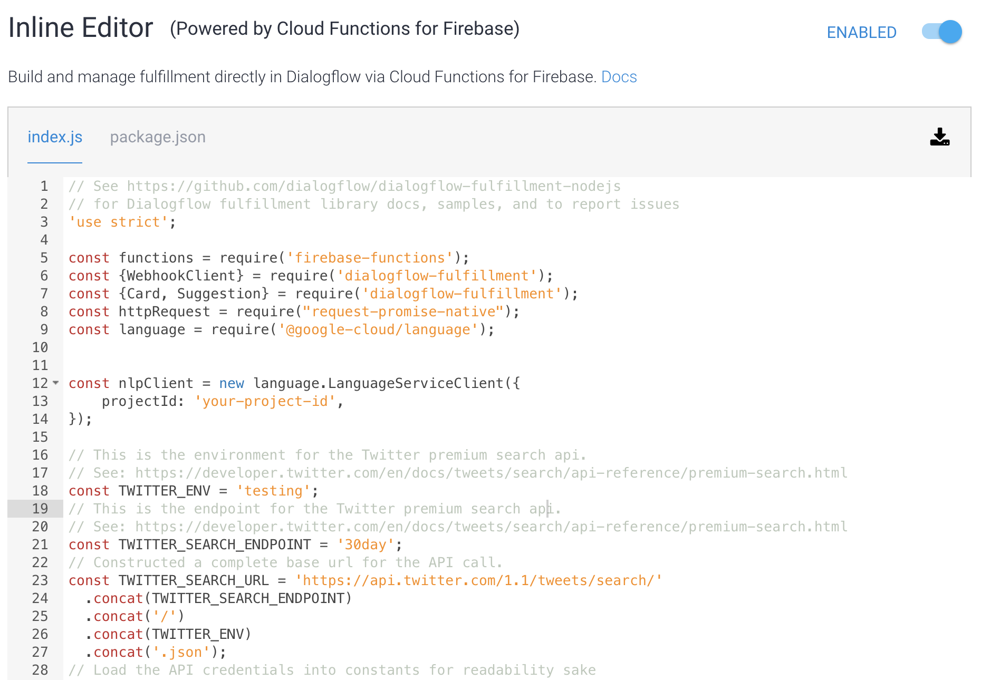 Inline Editor (Powered by Cloud Functions for Firebase)
ENABLED
Build and manage fulfillment directly in Dialogflow via Cloud Functions for Firebase. Docs
index.js package.json
1 // See https://github.com/dialogflow/dialogflow-fulfillment-nodejs
2 // for Dialogflow fulfillment library docs, samples, and to report issues
3 'use strict';
4
5 const functions = require('firebase-functions');
6 const {WebhookClient} = require('dialogflow-fulfillment');
7 const {Card, Suggestion} = require('dialogflow-fulfillment');
8 const httpRequest = require("request-promise-native");
9 const language = require('@google-cloud/language');
10
11
12 const nlpClient = new language.LanguageServiceClient({
13     projectId: 'your-project-id',
14 });
15
16 // This is the environment for the Twitter premium search api.
17 // See: https://developer.twitter.com/en/docs/tweets/search/api-reference/premium-search.html
18 const TWITTER_ENV = 'testing';
19 // This is the endpoint for the Twitter premium search api.
20 // See: https://developer.twitter.com/en/docs/tweets/search/api-reference/premium-search.html
21 const TWITTER_SEARCH_ENDPOINT = '30day';
22 // Constructed a complete base url for the API call.
23 const TWITTER_SEARCH_URL = 'https://api.twitter.com/1.1/tweets/search/'
24   .concat(TWITTER_SEARCH_ENDPOINT)
25   .concat('/')
26   .concat(TWITTER_ENV)
27   .concat('.json');
28 // Load the API credentials into constants for readability sake